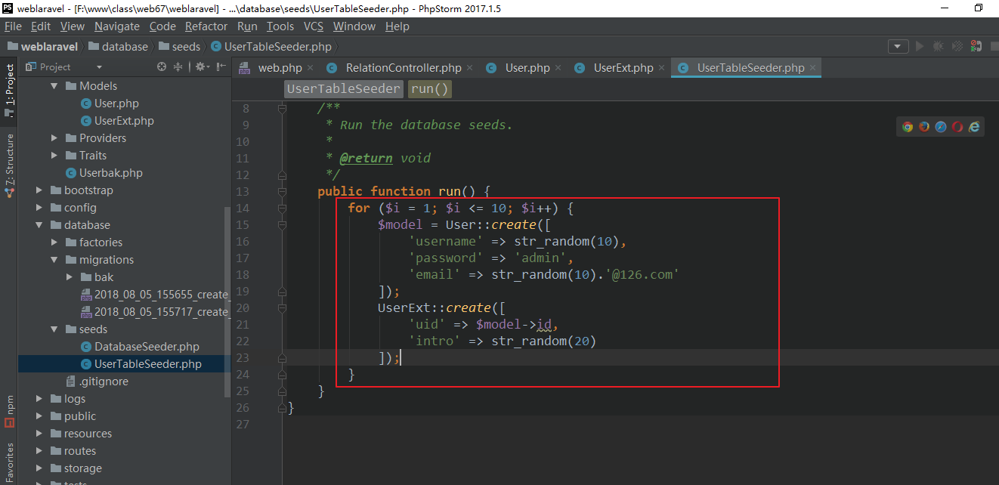 PS weblaravel - [F:\www\class\web67\weblaravel] - ...\database\seeds\UserTableSeeder.php - PhpStorm 2017.1.5
File Edit View Navigate Code Refactor Run Tools VCS Window Help
weblaravel database seeds UserTableSeeder.php
1: Project
7: Structure
npm
Favorites
Project
Models
User.php
UserExt.php
Providers
Traits
Userbak.php
bootstrap
config
database
factories
migrations
bak
2018_08_05_155655_create_
2018_08_05_155717_create_
seeds
DatabaseSeeder.php
UserTableSeeder.php
.gitignore
logs
public
resources
routes
storage
tests
web.php RelationController.php User.php UserExt.php UserTableSeeder.php
UserTableSeeder run()
8 /**
9 * Run the database seeds.
10 *
11 * @return void
12 */
13 public function run() {
14 for ($i = 1; $i <= 10; $i++) {
15 $model = User::create([
16 'username' => str_random(10),
17 'password' => 'admin',
18 'email' => str_random(10).'@126.com'
19 ]);
20 UserExt::create([
21 'uid' => $model->id,
22 'intro' => str_random(20)
23 ]);
24 }
25 }
26 }
27